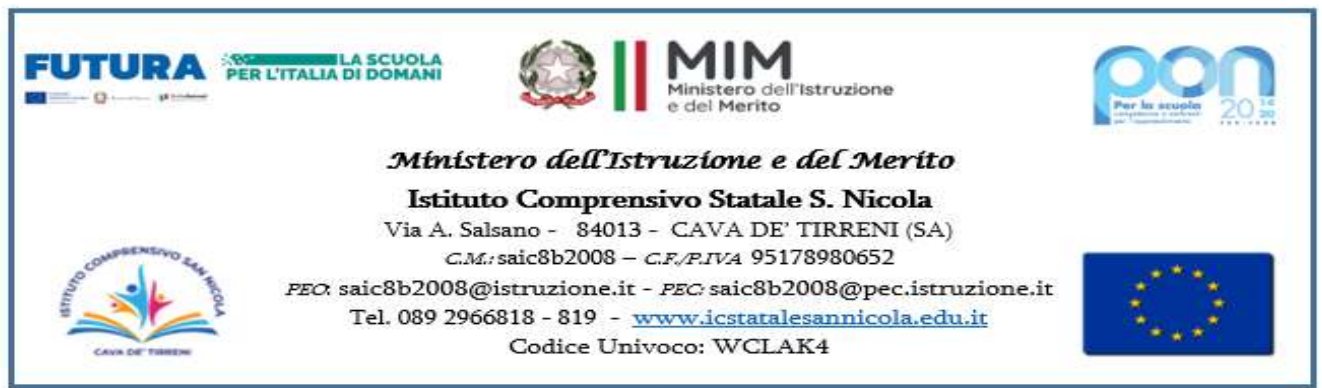 FUTURA
LA SCUOLA
PER L'ITALIA DI DOMANI
MIM
Ministero dell'Istruzione
e del Merito
pon
Per la scuola
20
Ministero dell'Istruzione e del Merito
Istituto Comprensivo Statale S. Nicola
Via A. Salsano - 84013 - CAVA DE' TIRRENI (SA)
C.M.: saic8b2008 – C.F./P.IVA 95178980652
PEO: saic8b2008@istruzione.it - PEC: saic8b2008@pec.istruzione.it
Tel. 089 2966818 - 819 - www.icstatalesannicola.edu.it
Codice Univoco: WCLAK4
ISTITUTO COMPRENSIVO SAN NICOLA
CAVA DE' TIRRENI